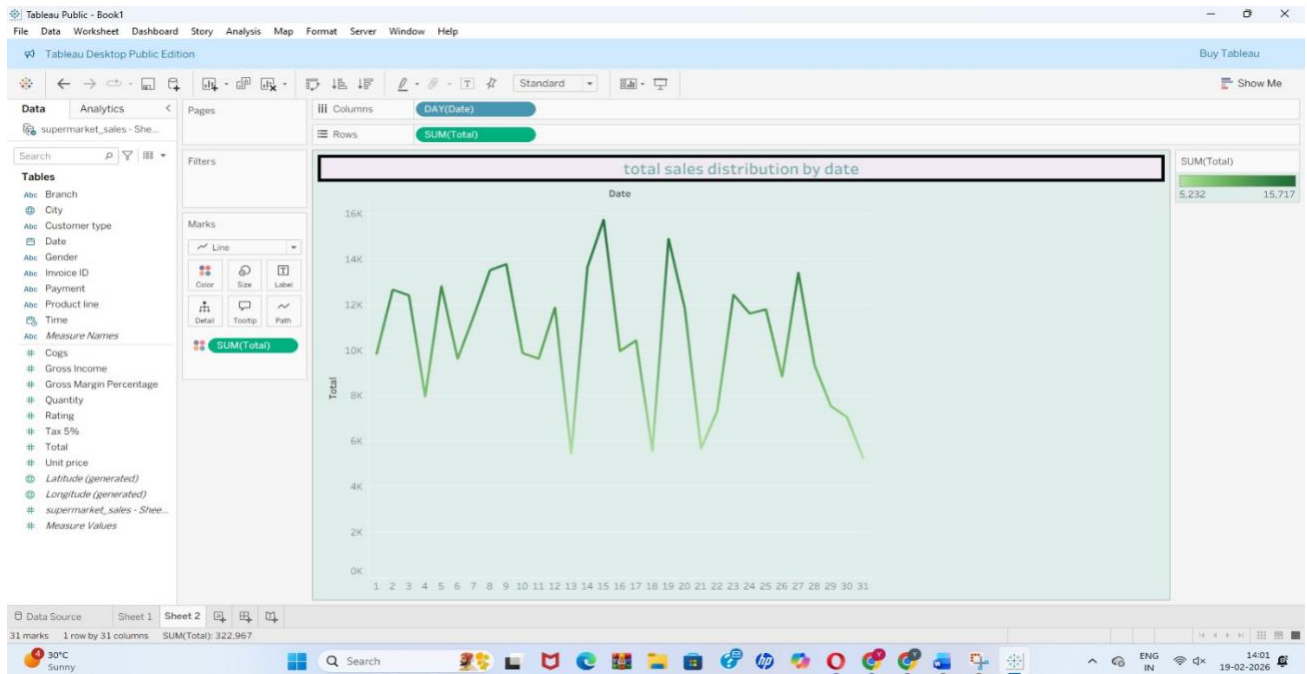 Tableau Public - Book1
File Data Worksheet Dashboard Story Analysis Map Format Server Window Help
Tableau Desktop Public Edition Buy Tableau
Standard Show Me
Data Analytics
supermarket_sales - She...
Search
Tables
Abc Branch
City
Abc Customer type
Date
Abc Gender
Abc Invoice ID
Abc Payment
Abc Product line
Time
Abc Measure Names
# Cogs
# Gross Income
# Gross Margin Percentage
# Quantity
# Rating
# Tax 5%
# Total
# Unit price
Latitude (generated)
Longitude (generated)
# supermarket_sales - Shee...
# Measure Values
Pages
Filters
Marks
Line
Color Size Label
Detail Tooltip Path
SUM(Total)
Columns DAY(Date)
Rows SUM(Total)
total sales distribution by date
Date
16K
14K
12K
10K
8K
6K
4K
2K
0K
Total
1 2 3 4 5 6 7 8 9 10 11 12 13 14 15 16 17 18 19 20 21 22 23 24 25 26 27 28 29 30 31
SUM(Total)
5,232 15,717
Data Source Sheet 1 Sheet 2
31 marks 1 row by 31 columns SUM(Total): 322,967
4 30°C
Sunny
Search
ENG
IN
14:01
19-02-2026